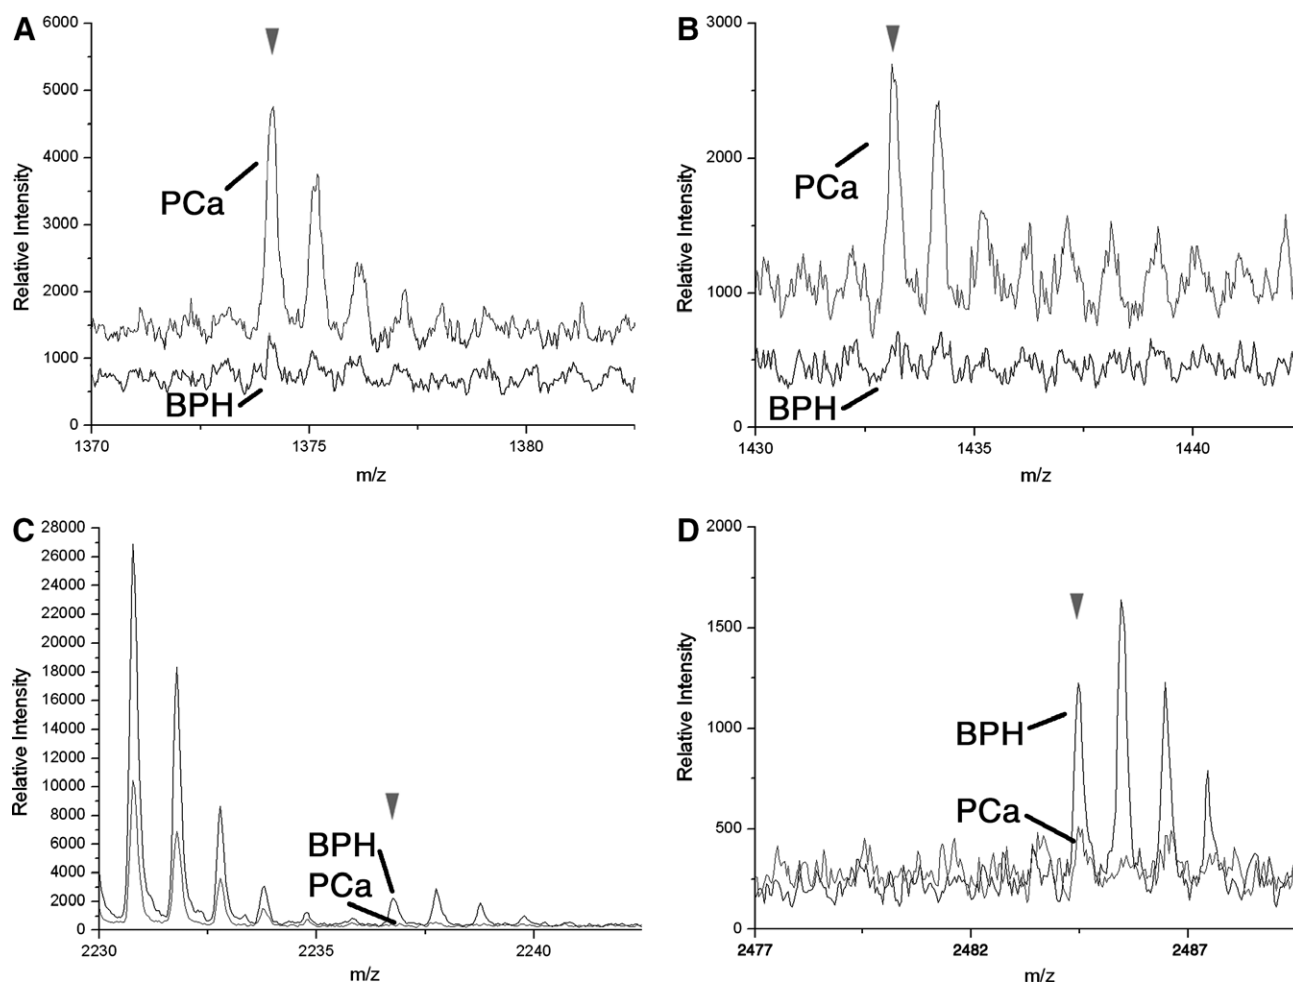 A
6000
5000
4000
3000
2000
1000
0
Relative Intensity
PCa
BPH
1370
1375
1380
m/z
B
3000
2000
1000
0
Relative Intensity
PCa
BPH
1430
1435
1440
m/z
C
28000
26000
24000
22000
20000
18000
16000
14000
12000
10000
8000
6000
4000
2000
0
Relative Intensity
BPH
PCa
2230
2235
2240
m/z
D
2000
1500
1000
500
0
Relative Intensity
BPH
PCa
2477
2482
2487
m/z